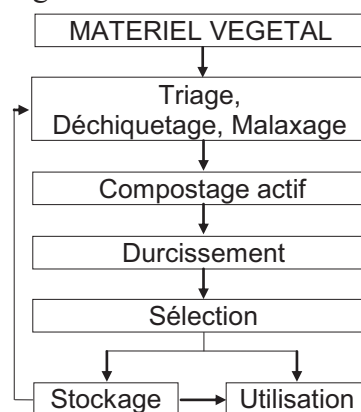 MATERIEL VEGETAL
Triage,
Déchiquetage, Malaxage
Compostage actif
Durcissement
Sélection
Stockage
Utilisation